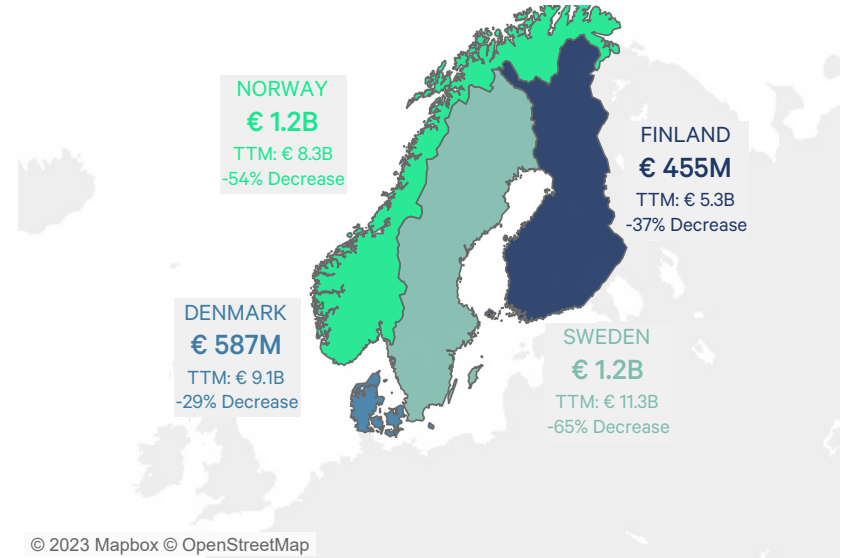 NORWAY
€ 1.2B
TTM: € 8.3B
-54% Decrease
FINLAND
€ 455M
TTM: € 5.3B
-37% Decrease
DENMARK
€ 587M
TTM: € 9.1B
-29% Decrease
SWEDEN
€ 1.2B
TTM: € 11.3B
-65% Decrease
© 2023 Mapbox © OpenStreetMap